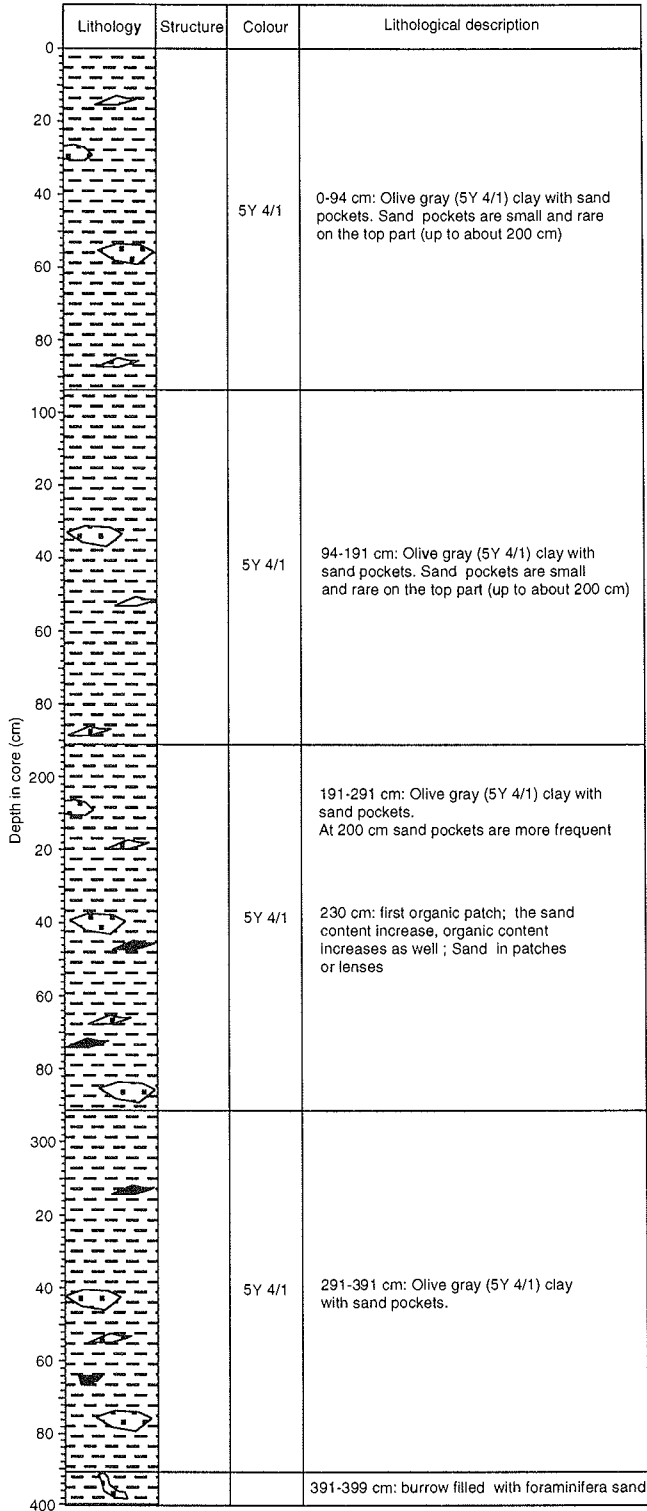 Lithology Structure Colour Lithological description
0
20
40
60
80
100
20
40
60
80
200
20
40
60
80
300
20
40
60
80
400
Depth in core (cm)
5Y 4/1
0-94 cm: Olive gray (5Y 4/1) clay with sand
pockets. Sand pockets are small and rare
on the top part (up to about 200 cm)
5Y 4/1
94-191 cm: Olive gray (5Y 4/1) clay with
sand pockets. Sand pockets are small
and rare on the top part (up to about 200 cm)
5Y 4/1
191-291 cm: Olive gray (5Y 4/1) clay with
sand pockets.
At 200 cm sand pockets are more frequent
230 cm: first organic patch; the sand
content increase, organic content
increases as well ; Sand in patches
or lenses
5Y 4/1
291-391 cm: Olive gray (5Y 4/1) clay
with sand pockets.
391-399 cm: burrow filled with foraminifera sand